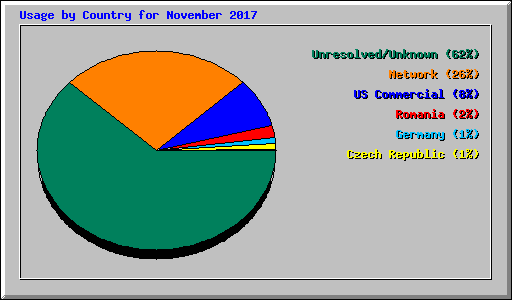 Usage by Country for November 2017
Unresolved/Unknown (62%)
Network (26%)
US Commercial (8%)
Romania (2%)
Germany (1%)
Czech Republic (1%)